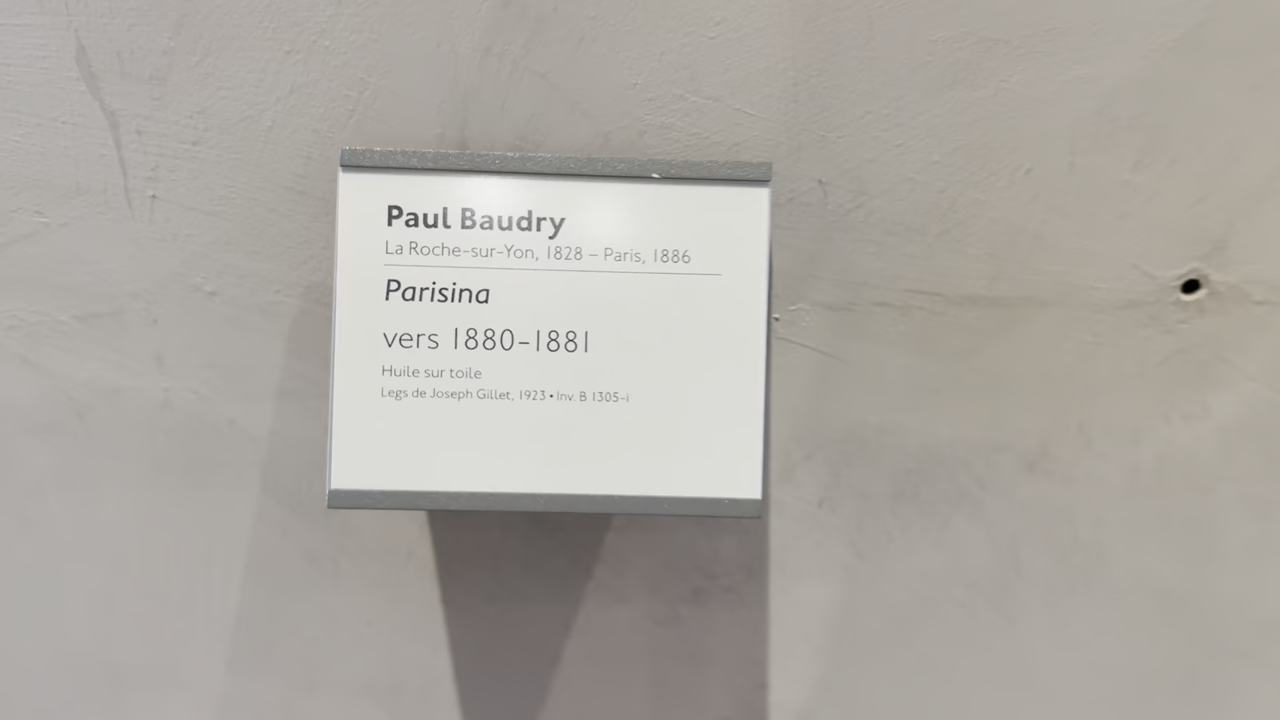 Paul Baudry
La Roche-sur-Yon, 1828 – Paris, 1886
Parisina
vers 1880-1881
Huile sur toile
Legs de Joseph Gillet, 1923 • Inv. B 1305-i